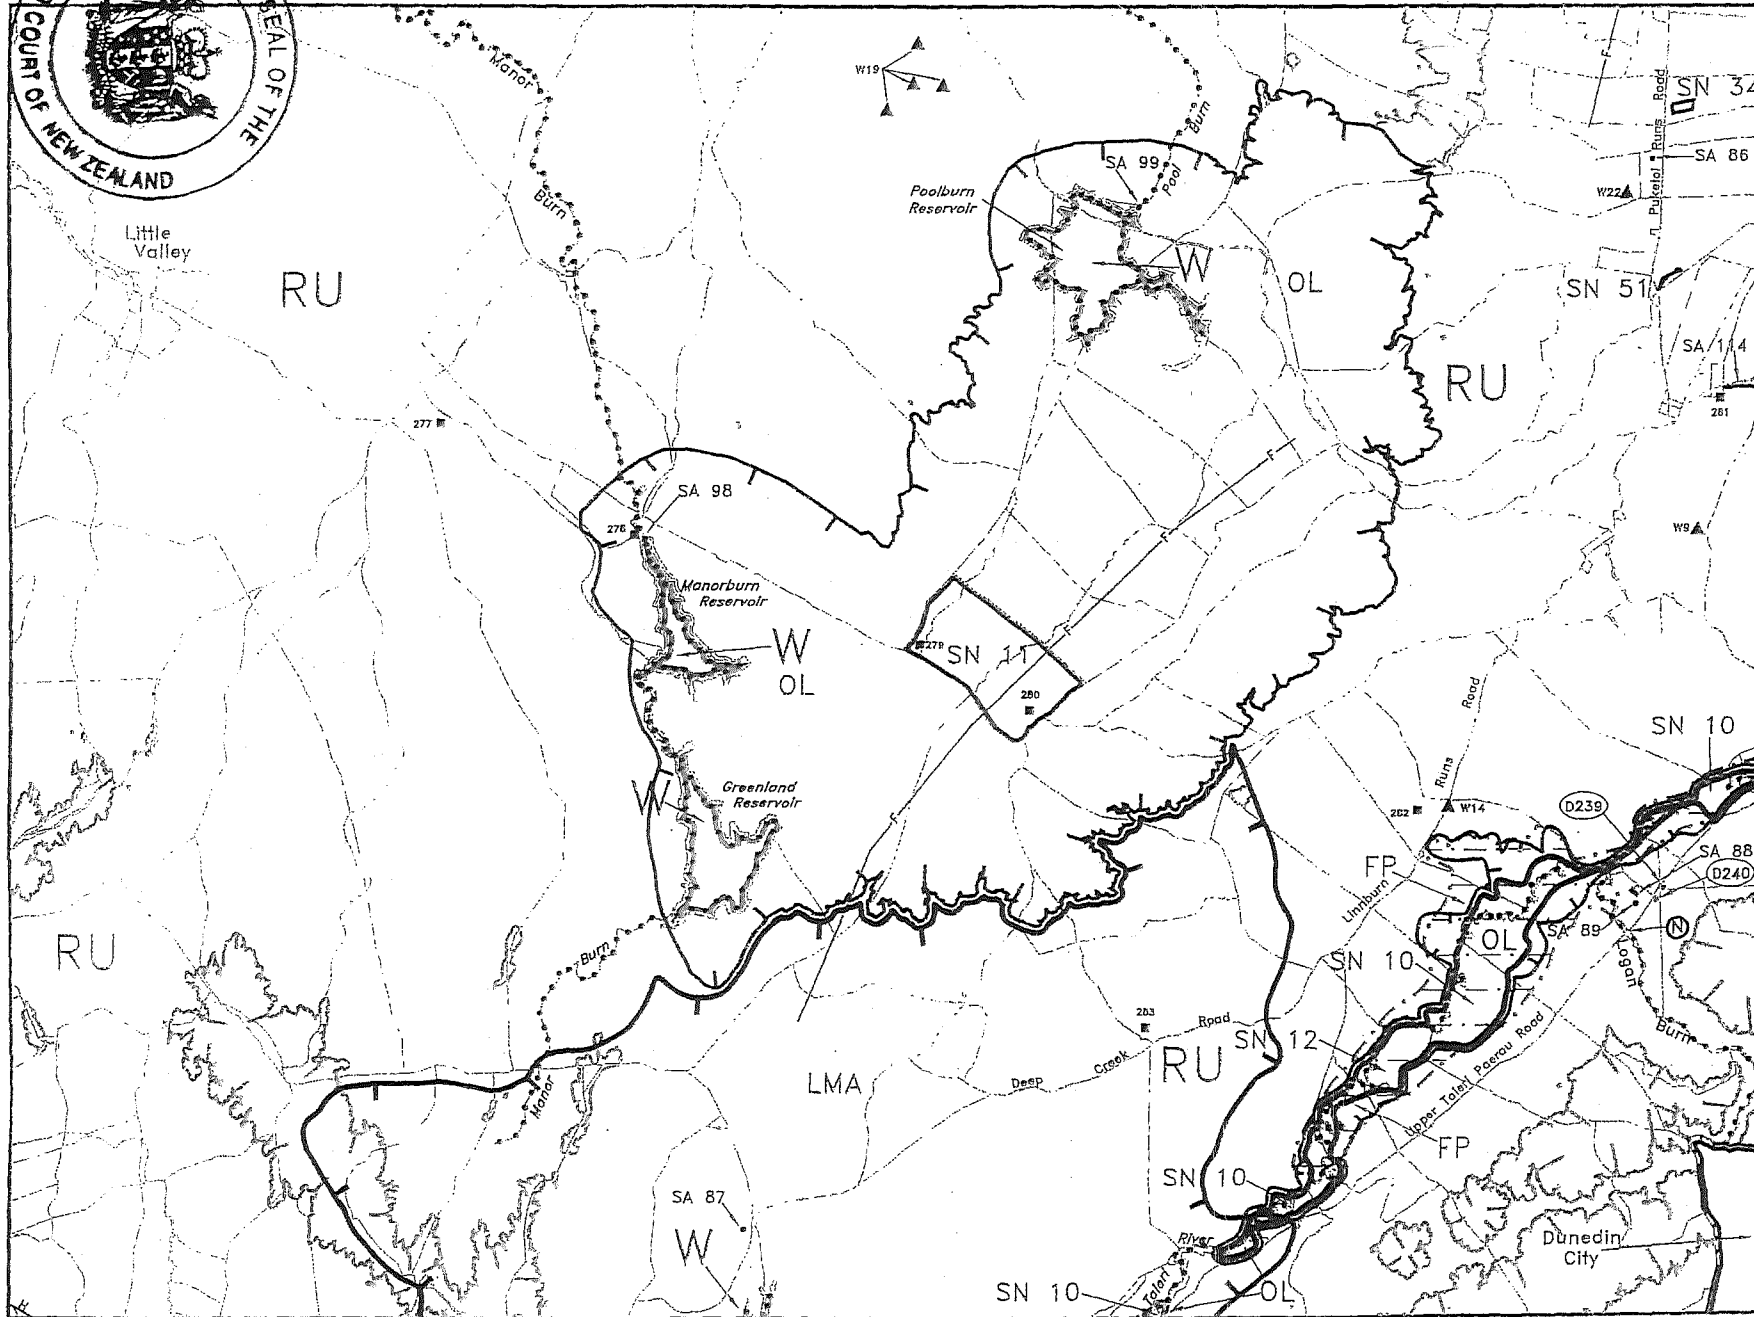 SEAL OF THE
COURT OF NEW ZEALAND
Manor
Burn
W19
Pool
Burn
SA 99
Poolburn
Reservoir
W
OL
Little
Valley
RU
Road
Runs
SN 34
SA 86
W22
SN 51
SA 114
281
RU
277
SA 98
Manorburn
Reservoir
W
OL
279
SN 11
280
F
F
F
F
F
W9
Greenland
Reservoir
W
Road
Runs
Linnburn
282
W14
SN 10
D239
SA 88
D240
FP
OL
SA 89
N
Logan
Burn
SN 10
RU
Burn
Manor
LMA
283
Deep
Creek
Road
RU
SN 12
Upper Taieri Paerau Road
FP
SN 10
SA 87
W
River
Taieri
SN 10
OL
Dunedin
City